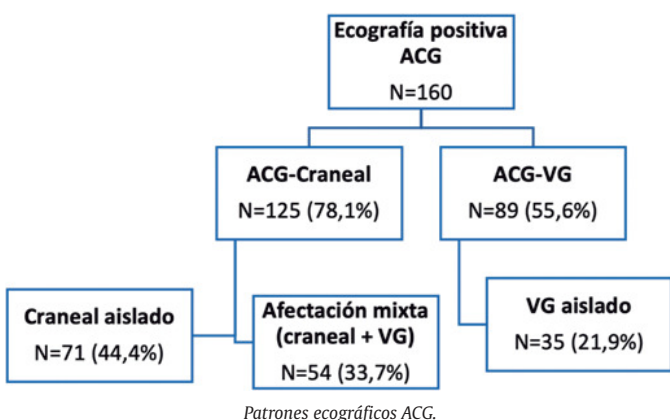 Ecografía positiva
ACG
N=160
ACG-Craneal
N=125 (78,1%)
ACG-VG
N=89 (55,6%)
Craneal aislado
N=71 (44,4%)
Afectación mixta
(craneal + VG)
N=54 (33,7%)
VG aislado
N=35 (21,9%)
Patrones ecográficos ACG.